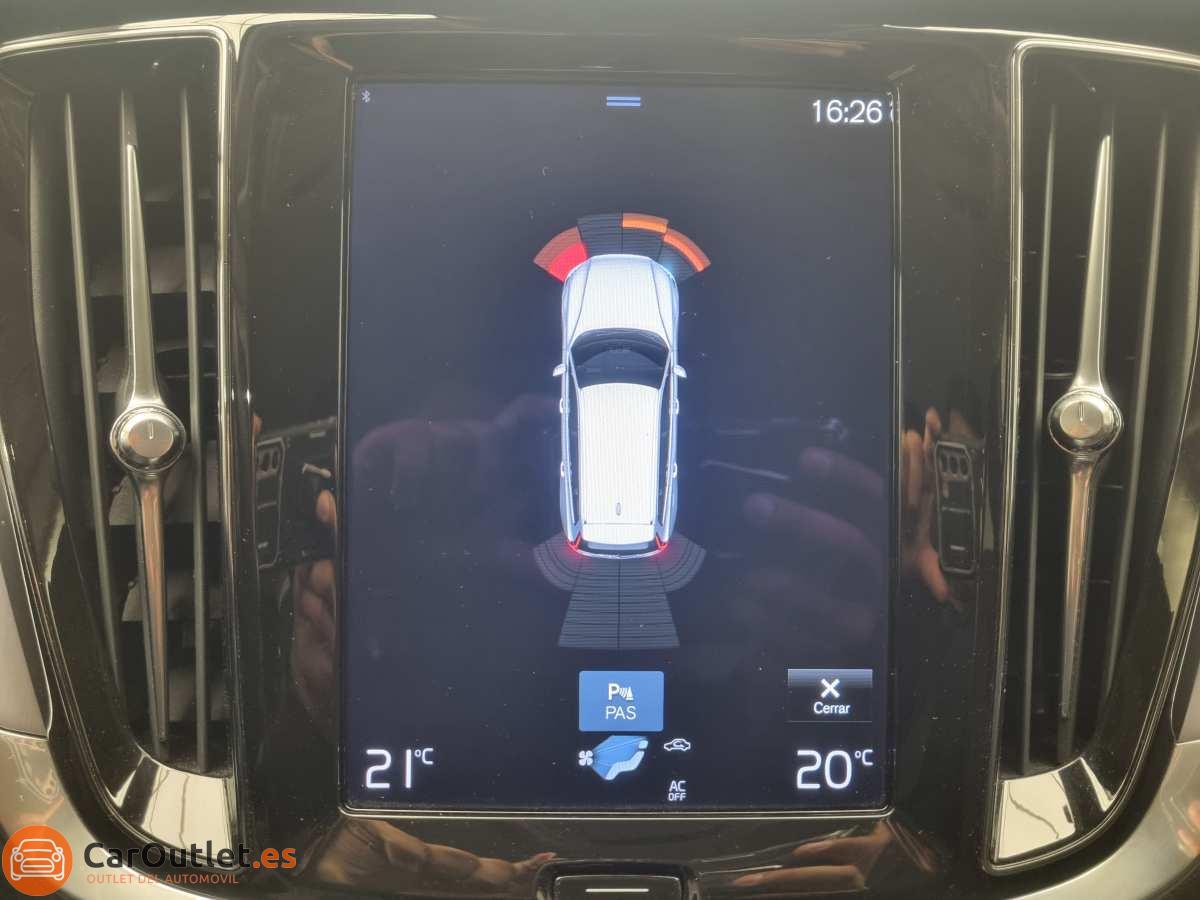 16:26
P
PAS
Cerrar
21°C
20°C
AC
OFF
CarOutlet.es
OUTLET DEL AUTOMOVIL